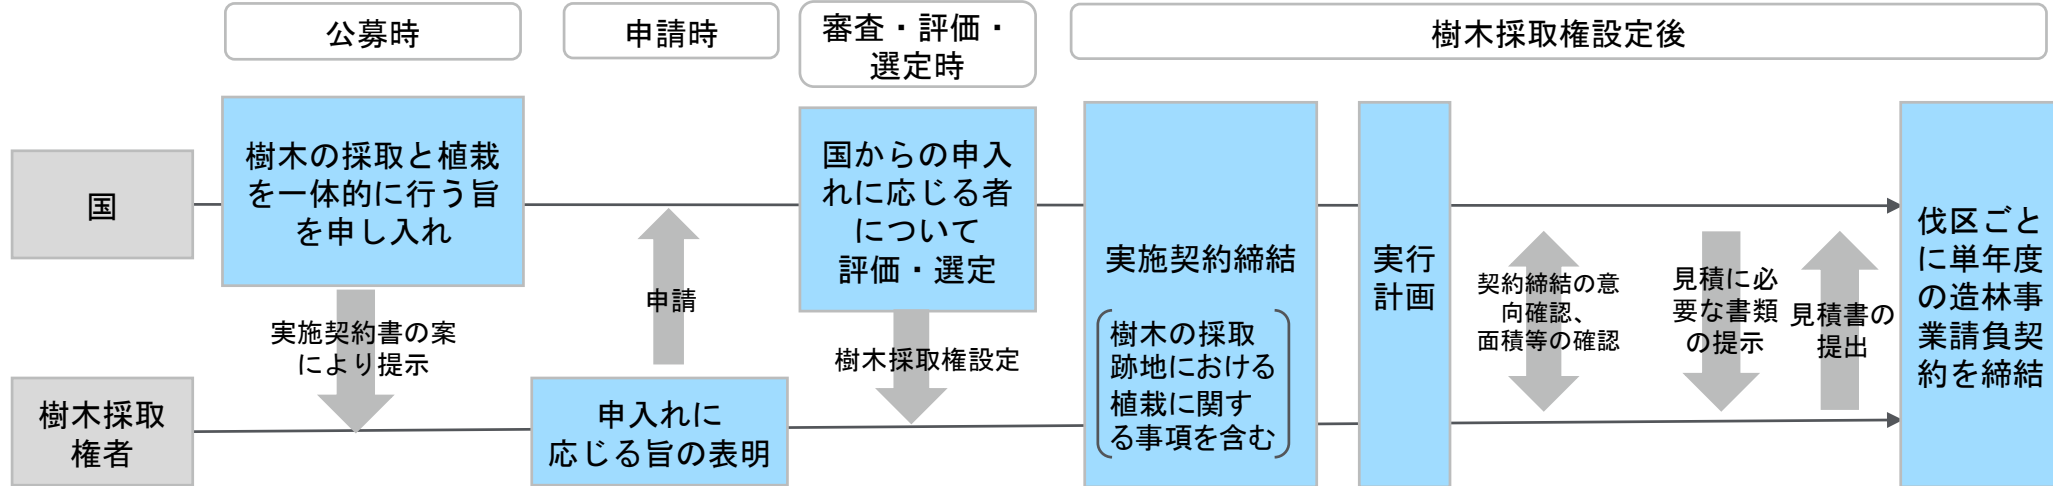 公募時
申請時
審査・評価・
選定時
樹木採取権設定後
国
樹木の採取と植栽
を一体的に行う旨
を申し入れ
国からの申入
れに応じる者
について
評価・選定
実施契約締結
樹木の採取
跡地における
植栽に関す
る事項を含む
実行
計画
伐区ごと
に単年度
の造林事
業請負契
約を締結
実施契約書の案
により提示
申請
樹木採取権設定
契約締結の意
向確認、
面積等の確認
見積に必
要な書類
の提示
見積書の
提出
樹木採取
権者
申入れに
応じる旨の表明